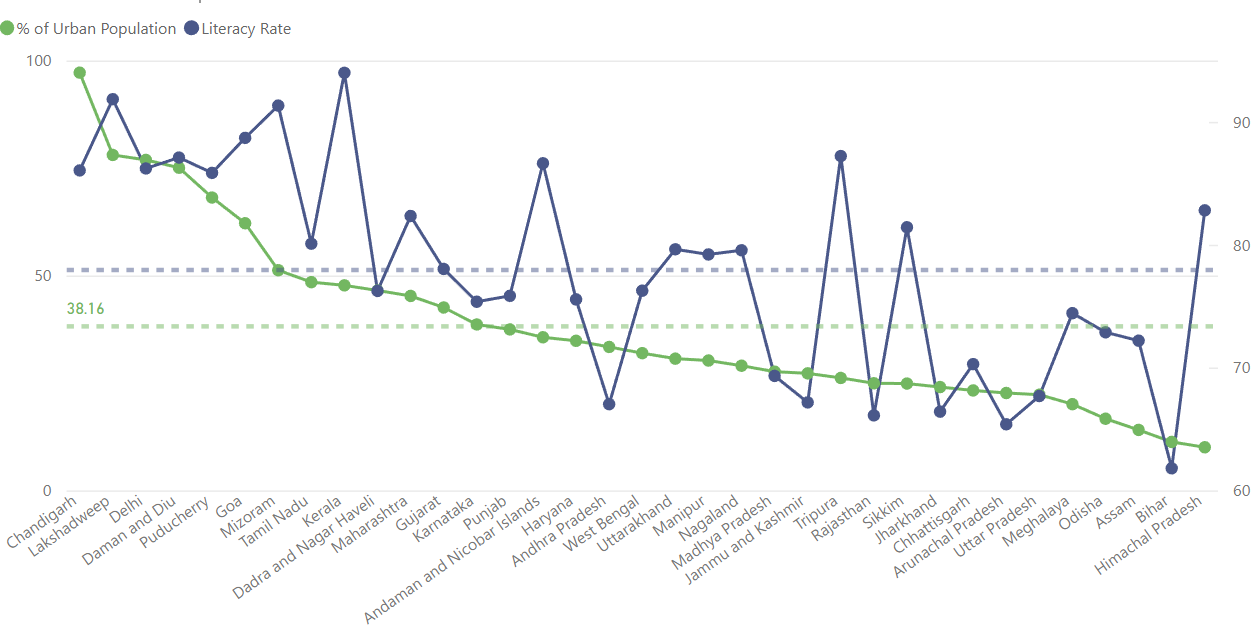 % of Urban Population Literacy Rate
100
90
80
50
38.16
70
0
60
Chandigarh
Lakshadweep
Delhi
Daman and Diu
Puducherry
Goa
Mizoram
Tamil Nadu
Kerala
Dadra and Nagar Haveli
Maharashtra
Gujarat
Karnataka
Punjab
Andaman and Nicobar Islands
Haryana
Andhra Pradesh
West Bengal
Uttarakhand
Manipur
Nagaland
Madhya Pradesh
Jammu and Kashmir
Tripura
Rajasthan
Sikkim
Jharkhand
Chhattisgarh
Arunachal Pradesh
Uttar Pradesh
Meghalaya
Odisha
Assam
Bihar
Himachal Pradesh